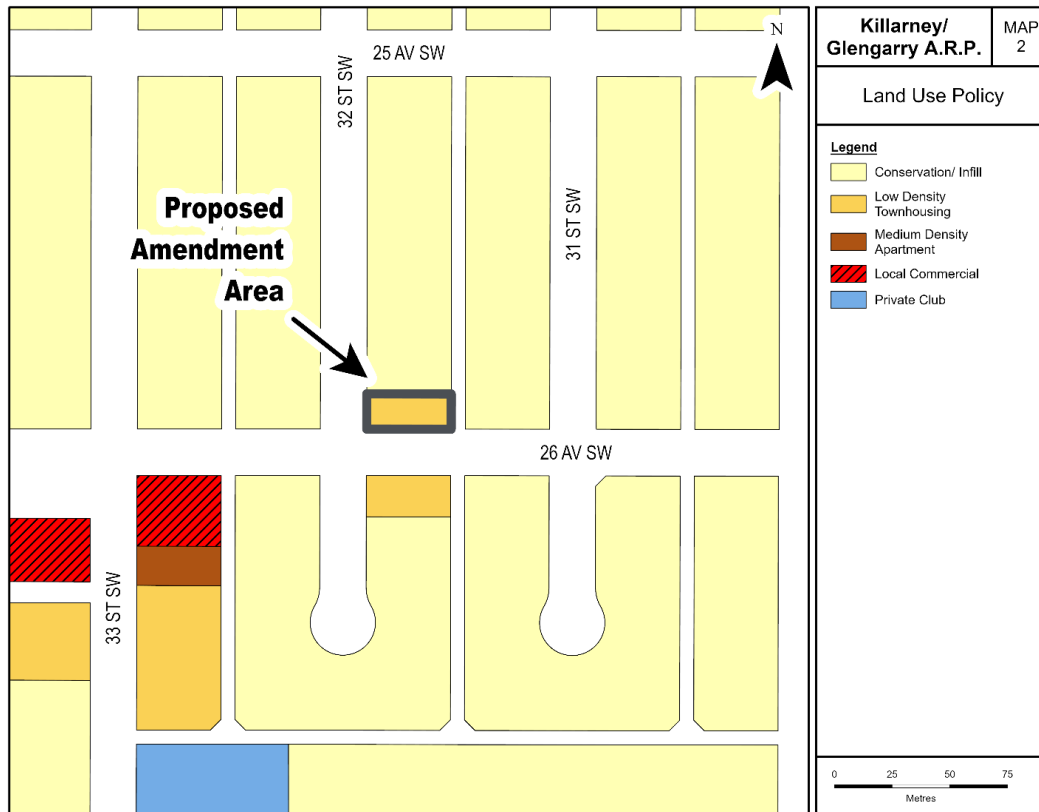 25 AV SW
32 ST SW
N
Proposed
Amendment
Area
31 ST SW
26 AV SW
33 ST SW
Killarney/
Glengarry A.R.P.
MAP
2
Land Use Policy
Legend
Conservation/ Infill
Low Density
Townhousing
Medium Density
Apartment
Local Commercial
Private Club
0 25 50 75
Metres